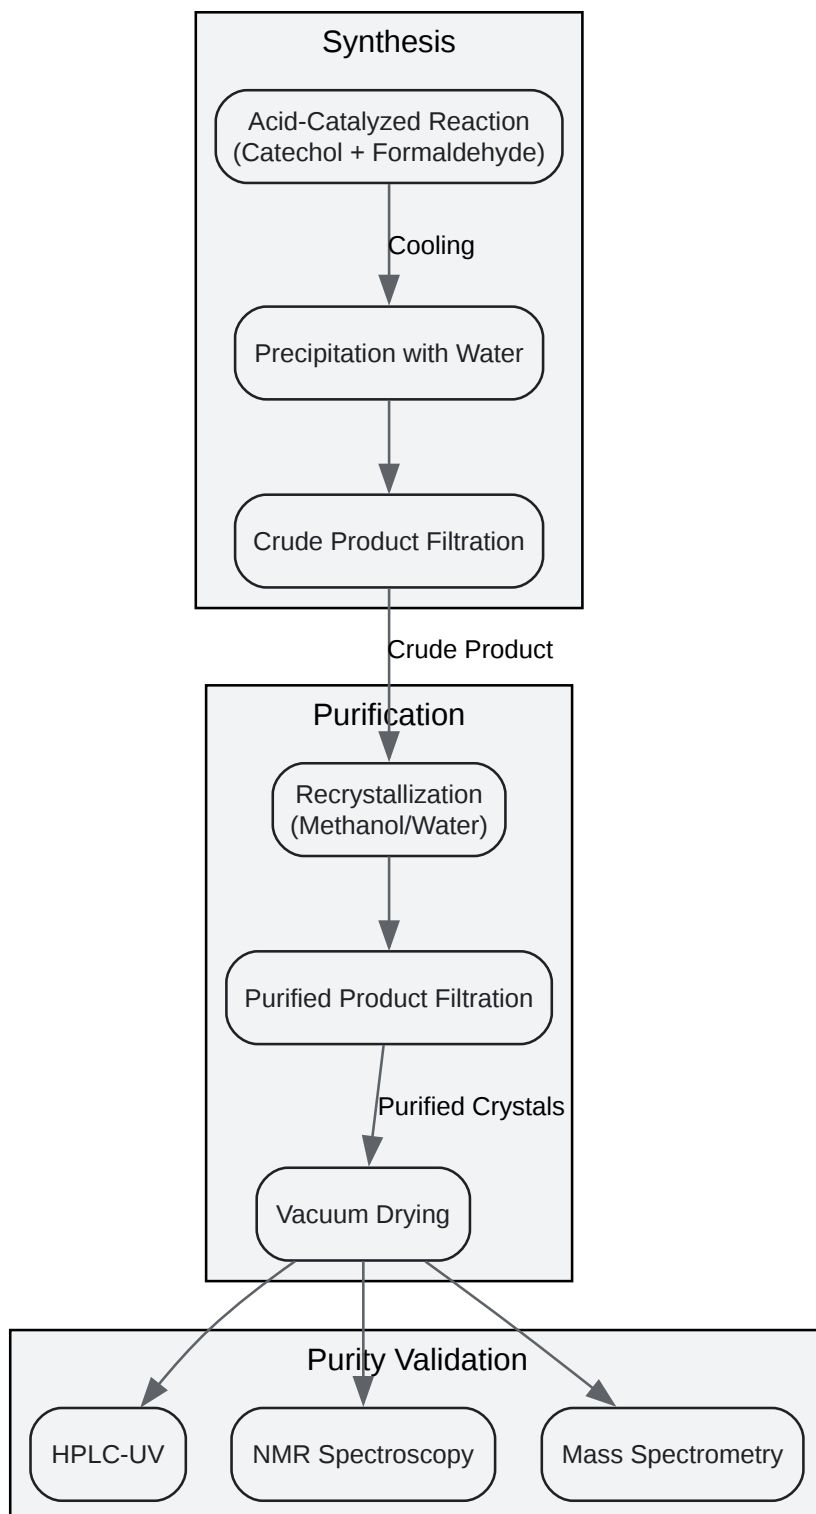 Synthesis
Acid-Catalyzed Reaction
(Catechol + Formaldehyde)
Cooling
Precipitation with Water
Crude Product Filtration
Crude Product
Purification
Recrystallization
(Methanol/Water)
Purified Product Filtration
Purified Crystals
Vacuum Drying
Purity Validation
HPLC-UV
NMR Spectroscopy
Mass Spectrometry